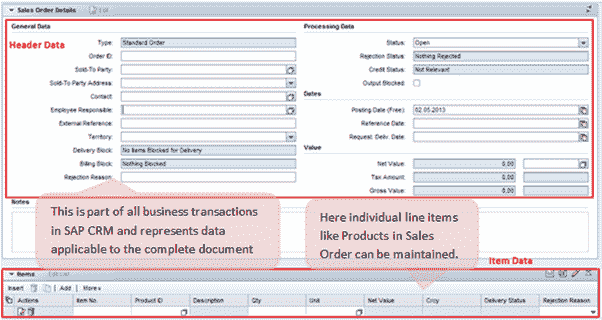 Sales Order Details
General Data
Processing Data
Header Data
Type: Standard Order
Order ID:
Sold-To Party:
Sold-To Party Address:
Contact:
Employee Responsible:
External Reference:
Territory:
Delivery Block: No Items Blocked for Delivery
Billing Block: Nothing Blocked
Rejection Reason:
Status: Open
Rejection Status: Nothing Rejected
Credit Status: Not Relevant
Output Blocked:
Dates
Posting Date (Free): 02.05.2013
Reference Date:
Request. Deliv. Date:
Value
Net Value: 0,00
Tax Amount: 0,00
Gross Value: 0,00
Notes
This is part of all business transactions
in SAP CRM and represents data
applicable to the complete document
Here individual line items
like Products in Sales
Order can be maintained.
Item Data
Items
Insert Add More
Actions Item No. Product ID Description Qty Unit Net Value Crcy Delivery Status Rejection Reason